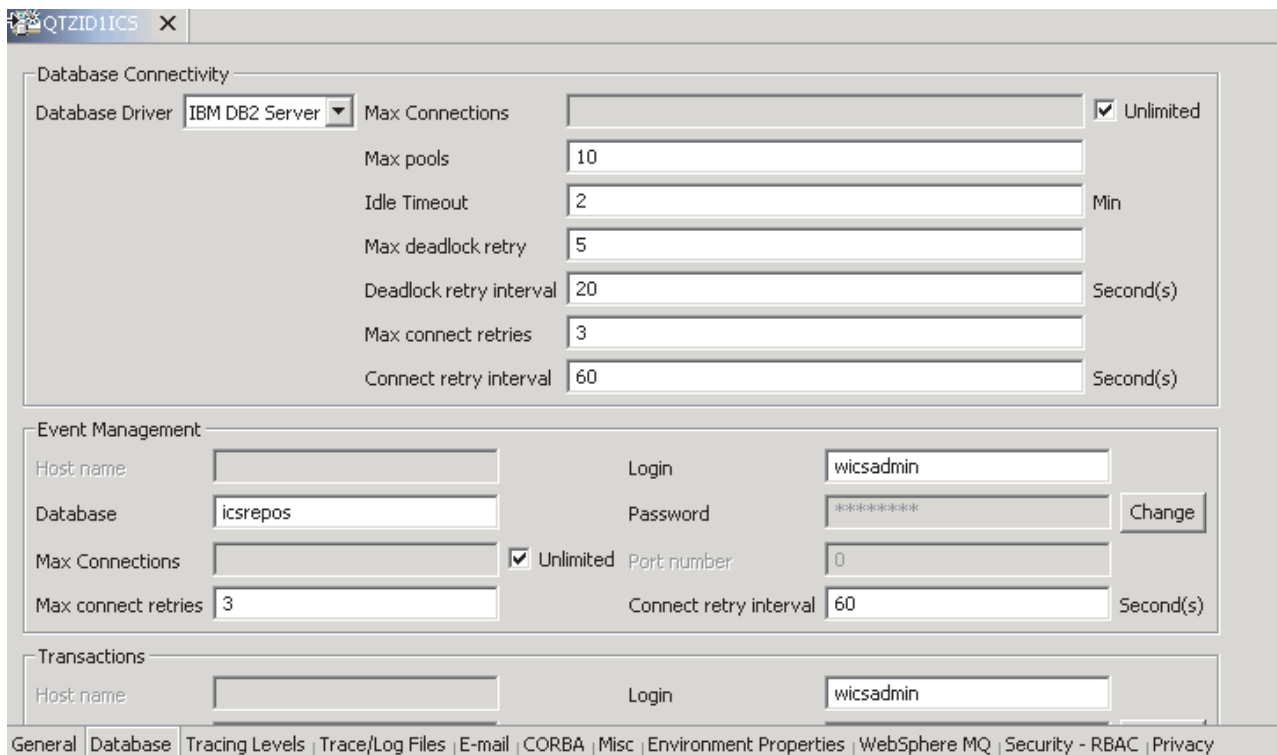 QTZID1ICS
Database Connectivity
Database Driver IBM DB2 Server Max Connections Unlimited
Max pools 10
Idle Timeout 2 Min
Max deadlock retry 5
Deadlock retry interval 20 Second(s)
Max connect retries 3
Connect retry interval 60 Second(s)
Event Management
Host name Login wicsadmin
Database icsrepos Password ******** Change
Max Connections Unlimited Port number 0
Max connect retries 3 Connect retry interval 60 Second(s)
Transactions
Host name Login wicsadmin
General Database Tracing Levels Trace/Log Files E-mail CORBA Misc Environment Properties WebSphere MQ Security - RBAC Privacy